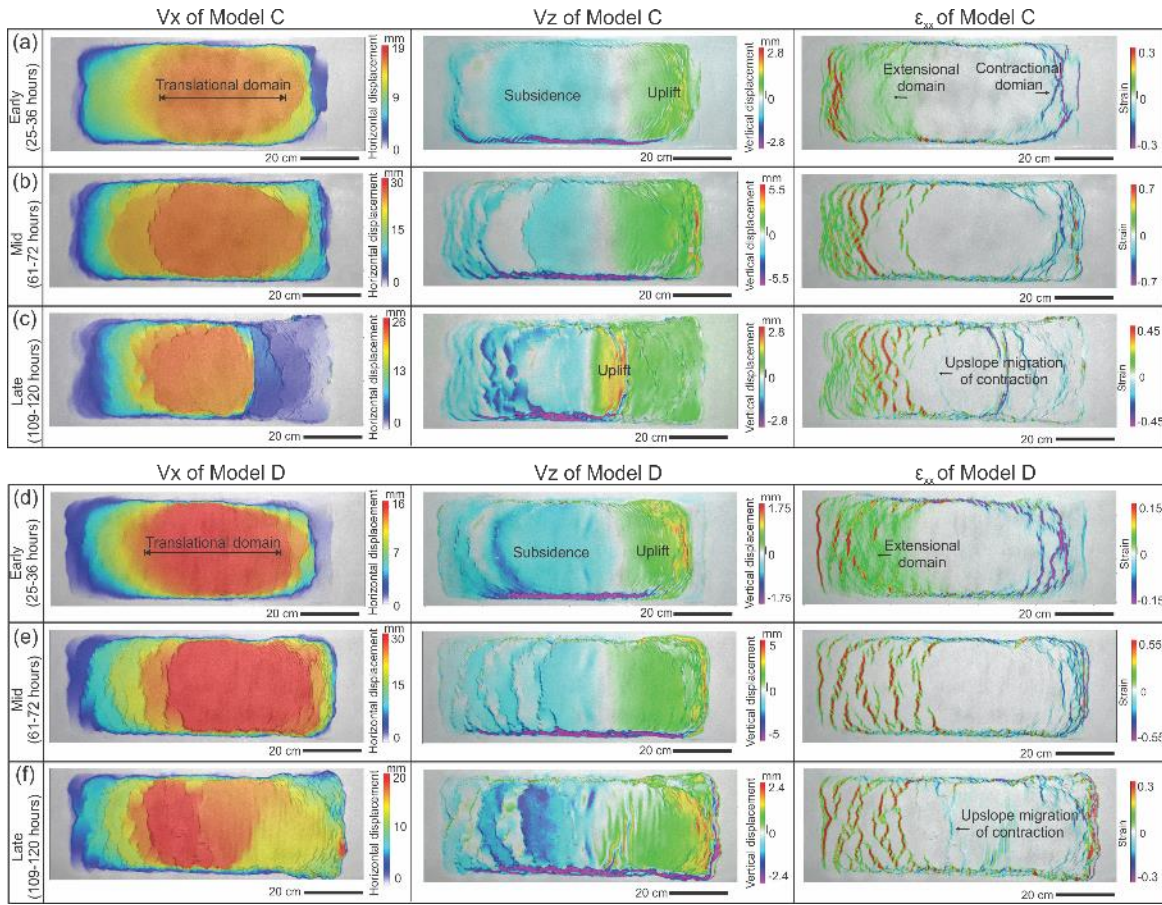 Vx of Model C
Vz of Model C
εxx of Model C
(a)
Early
(25-36 hours)
Translational domain
20 cm
mm
19
9
0
Horizontal displacement
Subsidence
Uplift
20 cm
mm
2.8
0
-2.8
Vertical displacement
Extensional
domain
Contractional
domian
20 cm
0.3
0
-0.3
Strain
(b)
Mid
(61-72 hours)
20 cm
mm
30
15
0
Horizontal displacement
20 cm
mm
5.5
0
-5.5
Vertical displacement
20 cm
0.7
0
-0.7
Strain
(c)
Late
(109-120 hours)
20 cm
mm
26
13
0
Horizontal displacement
Uplift
20 cm
mm
2.8
0
-2.8
Vertical displacement
Upslope migration
of contraction
20 cm
0.45
0
-0.45
Strain
Vx of Model D
Vz of Model D
εxx of Model D
(d)
Early
(25-36 hours)
Translational domain
20 cm
mm
16
7
0
Horizontal displacement
Subsidence
Uplift
20 cm
mm
1.75
0
-1.75
Vertical displacement
Extensional
domain
20 cm
0.15
0
-0.15
Strain
(e)
Mid
(61-72 hours)
20 cm
mm
30
15
0
Horizontal displacement
20 cm
mm
5
0
-5
Vertical displacement
20 cm
0.55
0
-0.55
Strain
(f)
Late
(109-120 hours)
20 cm
mm
20
10
0
Horizontal displacement
20 cm
mm
2.4
0
-2.4
Vertical displacement
Upslope migration
of contraction
20 cm
0.3
0
-0.3
Strain